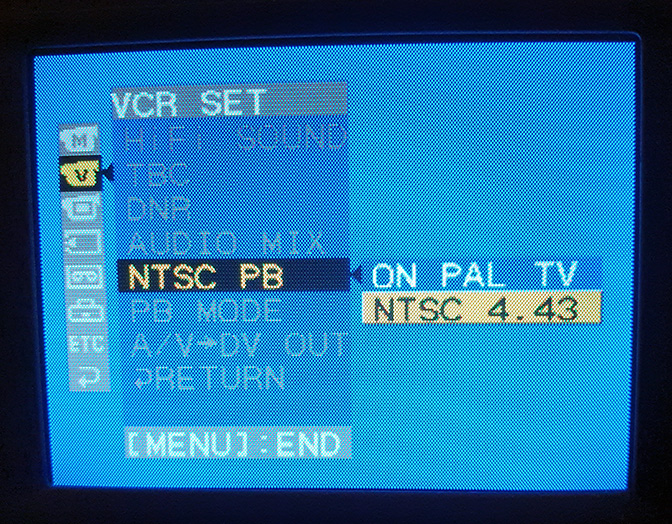 VCR SET
M
HiFi SOUND
V
TBC
DNR
AUDIO MIX
NTSC PB
ON PAL TV
NTSC 4.43
PB MODE
ETC
A/V→DV OUT
⮌RETURN
[MENU]:END